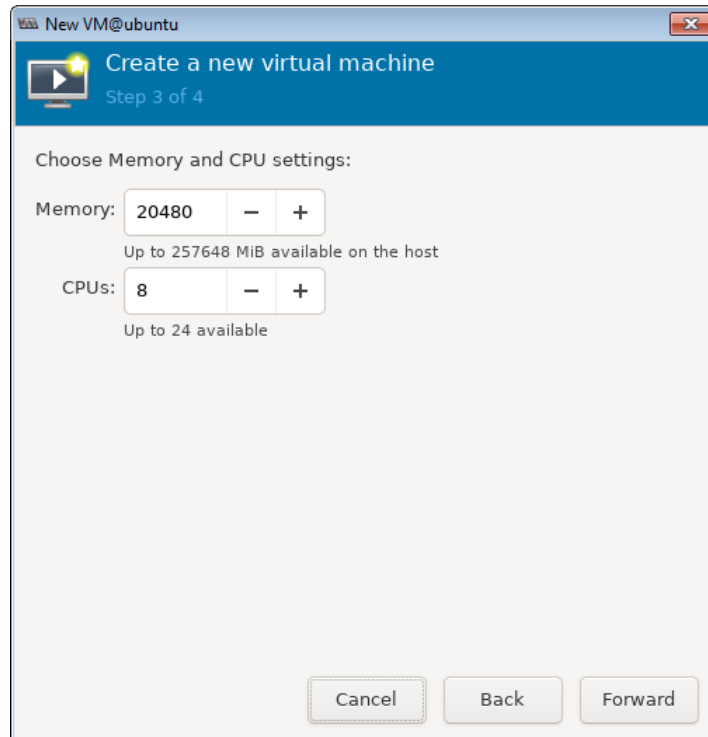 New VM@ubuntu
Create a new virtual machine
Step 3 of 4
Choose Memory and CPU settings:
Memory: 20480 − +
Up to 257648 MiB available on the host
CPUs: 8 − +
Up to 24 available
Cancel Back Forward